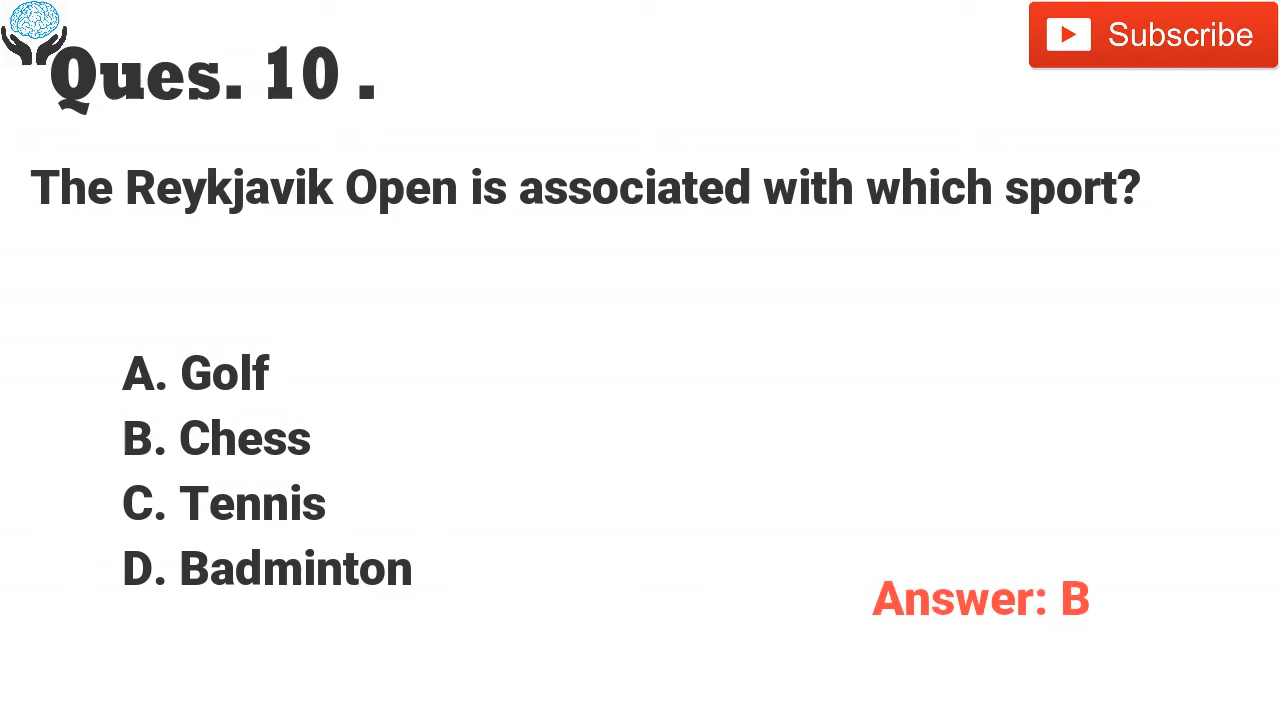 Subscribe
Ques. 10 .
The Reykjavik Open is associated with which sport?
A. Golf
B. Chess
C. Tennis
D. Badminton
Answer: B